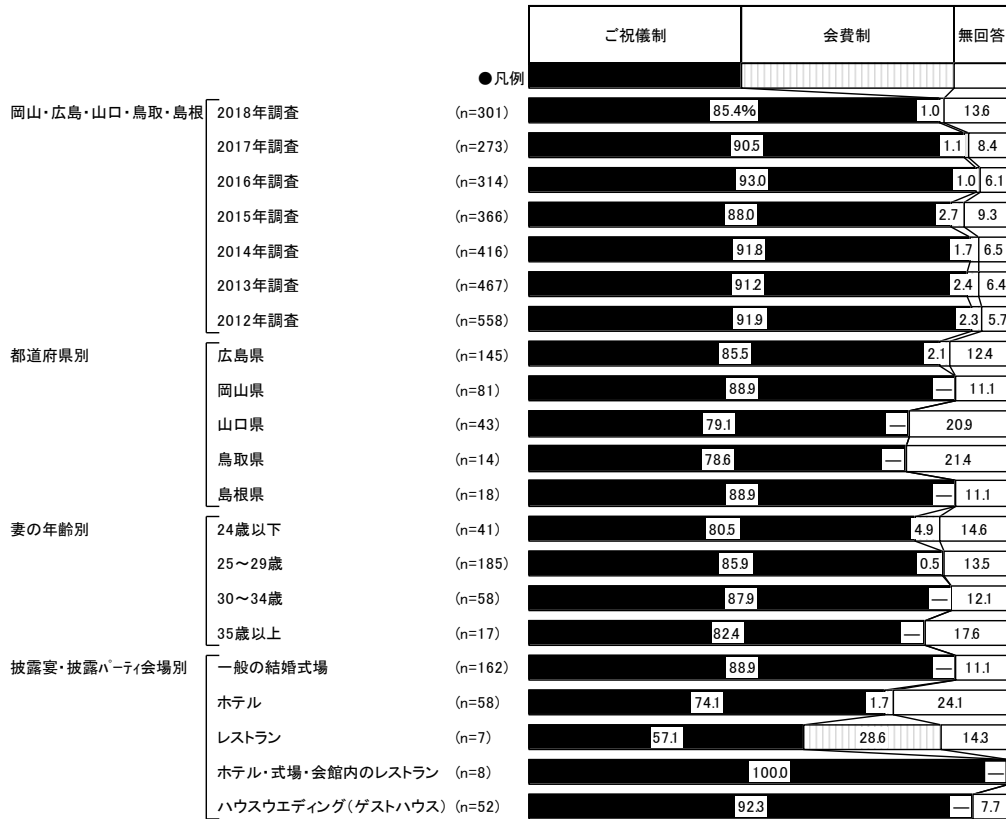 ご祝儀制 会費制 無回答
●凡例
岡山・広島・山口・鳥取・島根 2018年調査 (n=301) 85.4% 1.0 13.6
2017年調査 (n=273) 90.5 1.1 8.4
2016年調査 (n=314) 93.0 1.0 6.1
2015年調査 (n=366) 88.0 2.7 9.3
2014年調査 (n=416) 91.8 1.7 6.5
2013年調査 (n=467) 91.2 2.4 6.4
2012年調査 (n=558) 91.9 2.3 5.7
都道府県別 広島県 (n=145) 85.5 2.1 12.4
岡山県 (n=81) 88.9 — 11.1
山口県 (n=43) 79.1 — 20.9
鳥取県 (n=14) 78.6 — 21.4
島根県 (n=18) 88.9 — 11.1
妻の年齢別 24歳以下 (n=41) 80.5 4.9 14.6
25～29歳 (n=185) 85.9 0.5 13.5
30～34歳 (n=58) 87.9 — 12.1
35歳以上 (n=17) 82.4 — 17.6
披露宴・披露ﾊﾟｰﾃｨ会場別 一般の結婚式場 (n=162) 88.9 — 11.1
ホテル (n=58) 74.1 1.7 24.1
レストラン (n=7) 57.1 28.6 14.3
ホテル・式場・会館内のレストラン (n=8) 100.0 —
ハウスウエディング(ゲストハウス) (n=52) 92.3 — 7.7